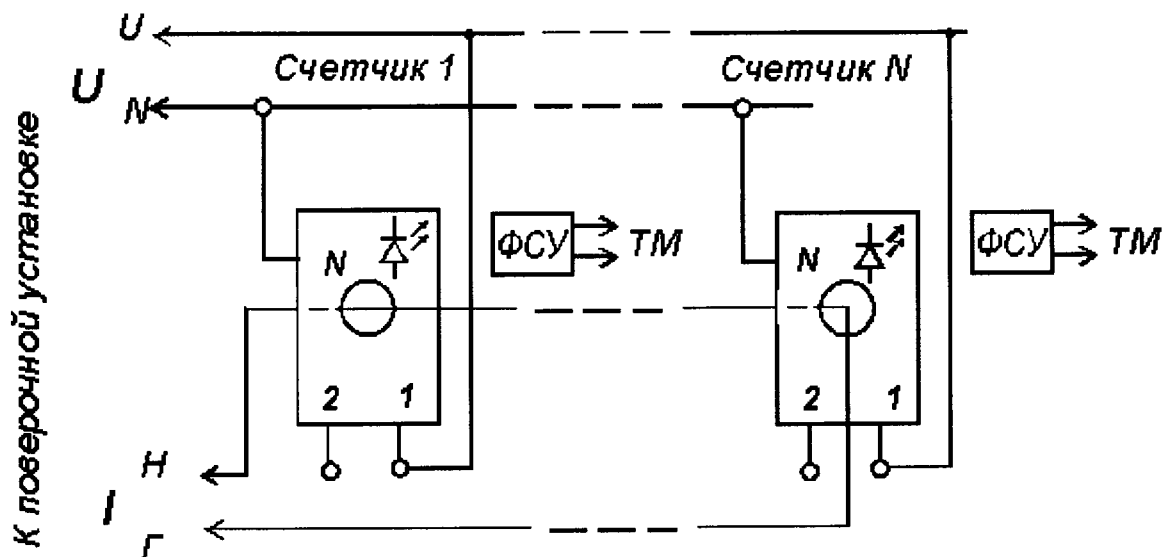 К поверочной установке
U
U
N
Счетчик 1
Счетчик N
N
ФСУ
ТМ
N
ФСУ
ТМ
2
1
2
1
Н
I
Г